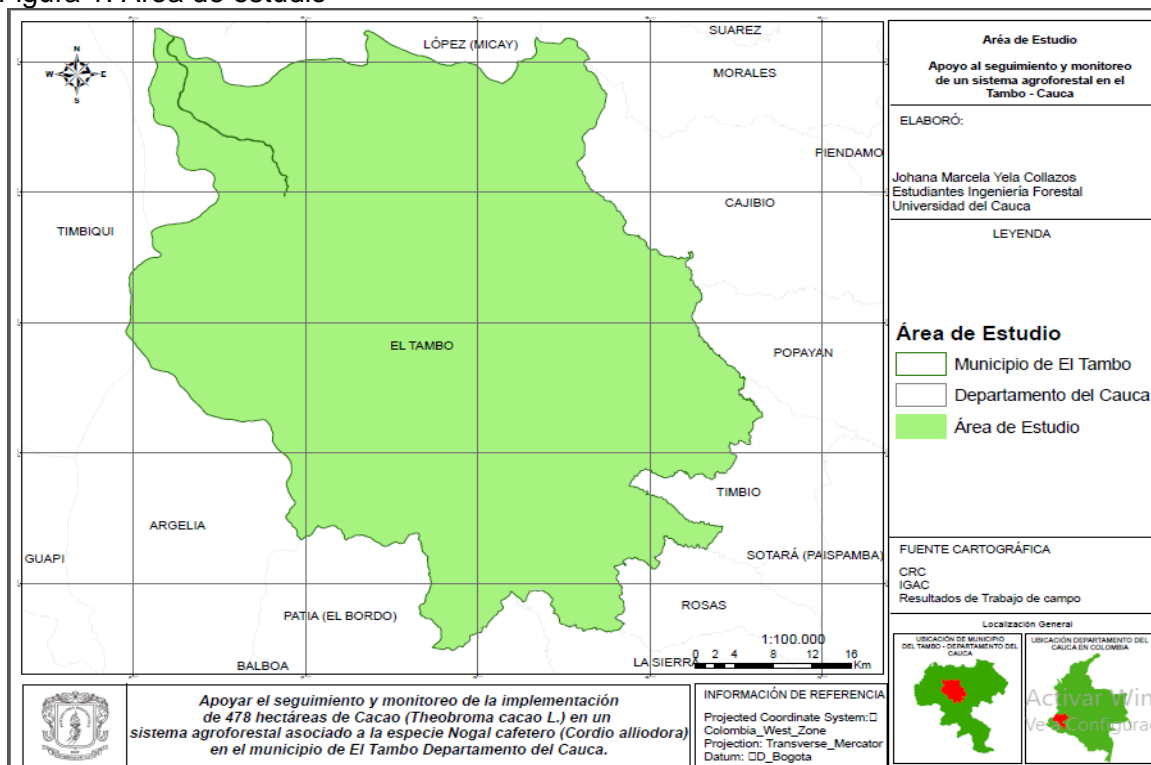 Figura 1. Área de estudio
N
W
E
S
LÓPEZ (MICAY)
SUAREZ
MORALES
PIENDAMO
CAJIBIO
TIMBIQUI
EL TAMBO
POPAYAN
TIMBIO
ARGELIA
GUAPI
SOTARÁ (PAISPAMBA)
PATIA (EL BORDO)
ROSAS
BALBOA
LA SIERRA
1:100.000
0 2 4 8 12 16
Km
Aréa de Estudio
Apoyo al seguimiento y monitoreo
de un sistema agroforestal en el
Tambo - Cauca
ELABORÓ:
Johana Marcela Yela Collazos
Estudiantes Ingeniería Forestal
Universidad del Cauca
LEYENDA
Área de Estudio
Municipio de El Tambo
Departamento del Cauca
Área de Estudio
FUENTE CARTOGRÁFICA
CRC
IGAC
Resultados de Trabajo de campo
Localización General
UBICACIÓN DE MUNICIPIO
DEL TAMBO - DEPARTAMENTO DEL
CAUCA
UBICACIÓN DEPARTAMENTO DEL
CAUCA EN COLOMBIA
Activar Win
Ve a Configurac
Apoyar el seguimiento y monitoreo de la implementación
de 478 hectáreas de Cacao (Theobroma cacao L.) en un
sistema agroforestal asociado a la especie Nogal cafetero (Cordio alliodora)
en el municipio de El Tambo Departamento del Cauca.
INFORMACIÓN DE REFERENCIA
Projected Coordinate System:
Colombia_West_Zone
Projection: Transverse_Mercator
Datum: D_Bogota